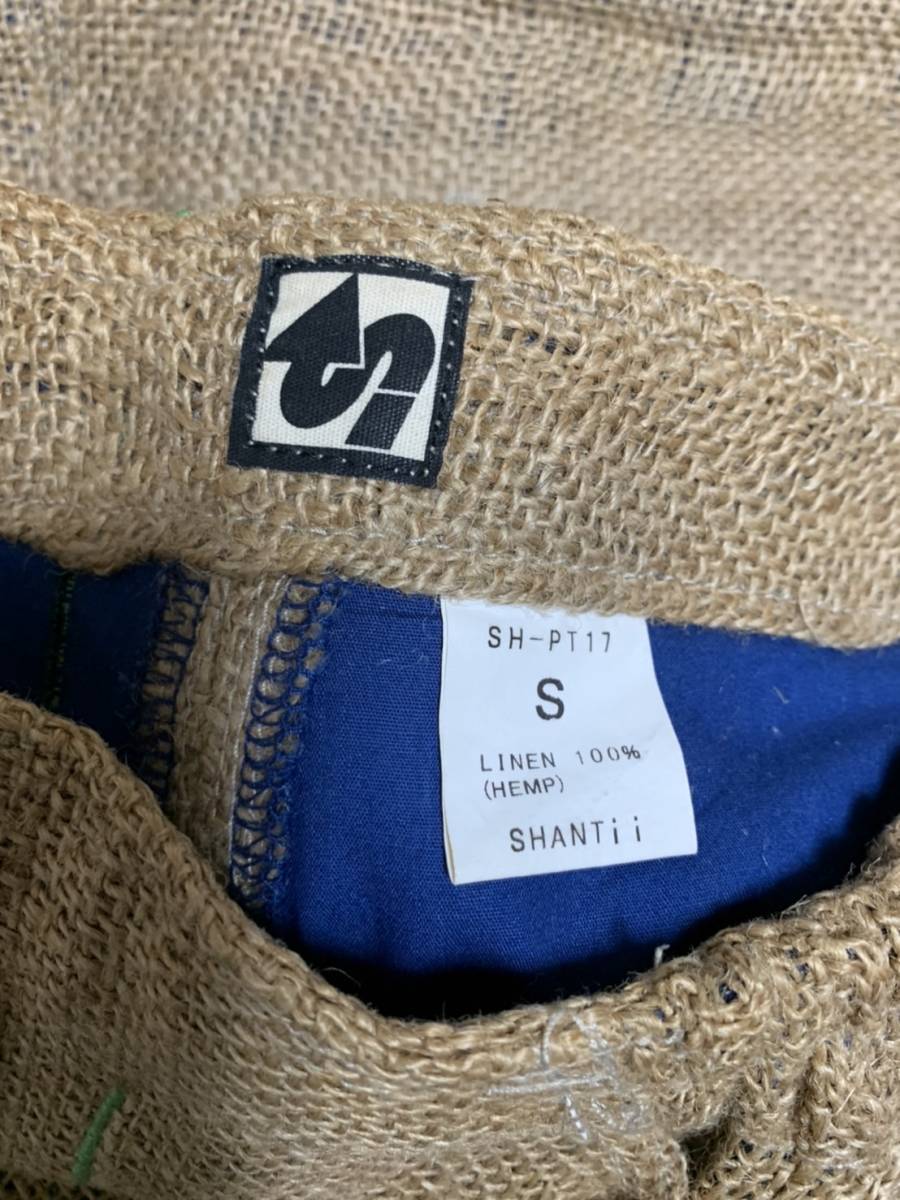 SH-PT17
S
LINEN 100%
(HEMP)
SHANTii